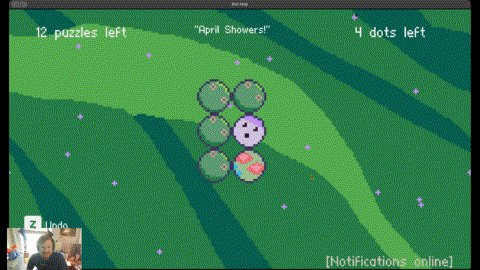 12 puzzles left
"April Showers!"
4 dots left
Z Undo
[Notifications online]